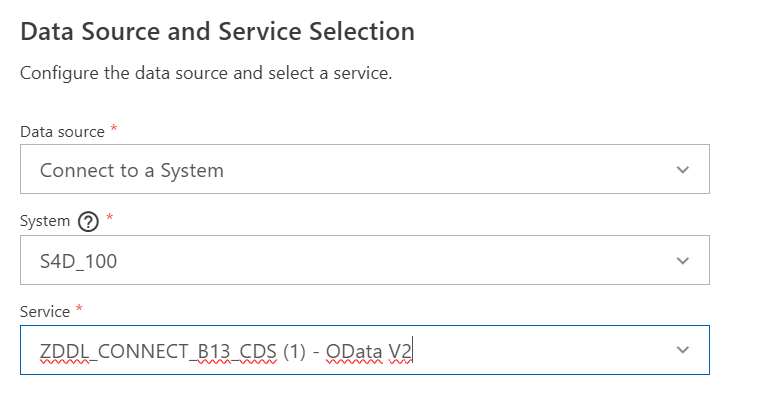 Data Source and Service Selection
Configure the data source and select a service.
Data source *
Connect to a System
System ? *
S4D_100
Service *
ZDDL_CONNECT_B13_CDS (1) - OData V2